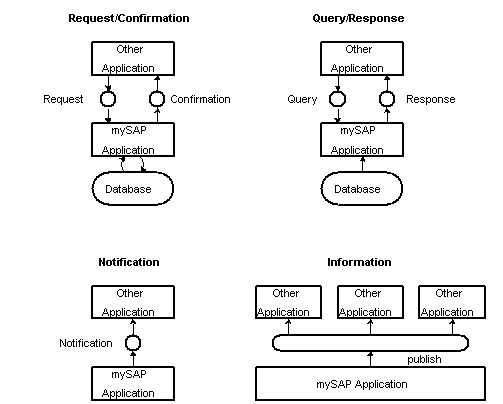 Request/Confirmation
Other
Application
Request
Confirmation
mySAP
Application
Database
Query/Response
Other
Application
Query
Response
mySAP
Application
Database
Notification
Other
Application
Notification
mySAP
Application
Information
Other
Application
Other
Application
Other
Application
publish
mySAP Application